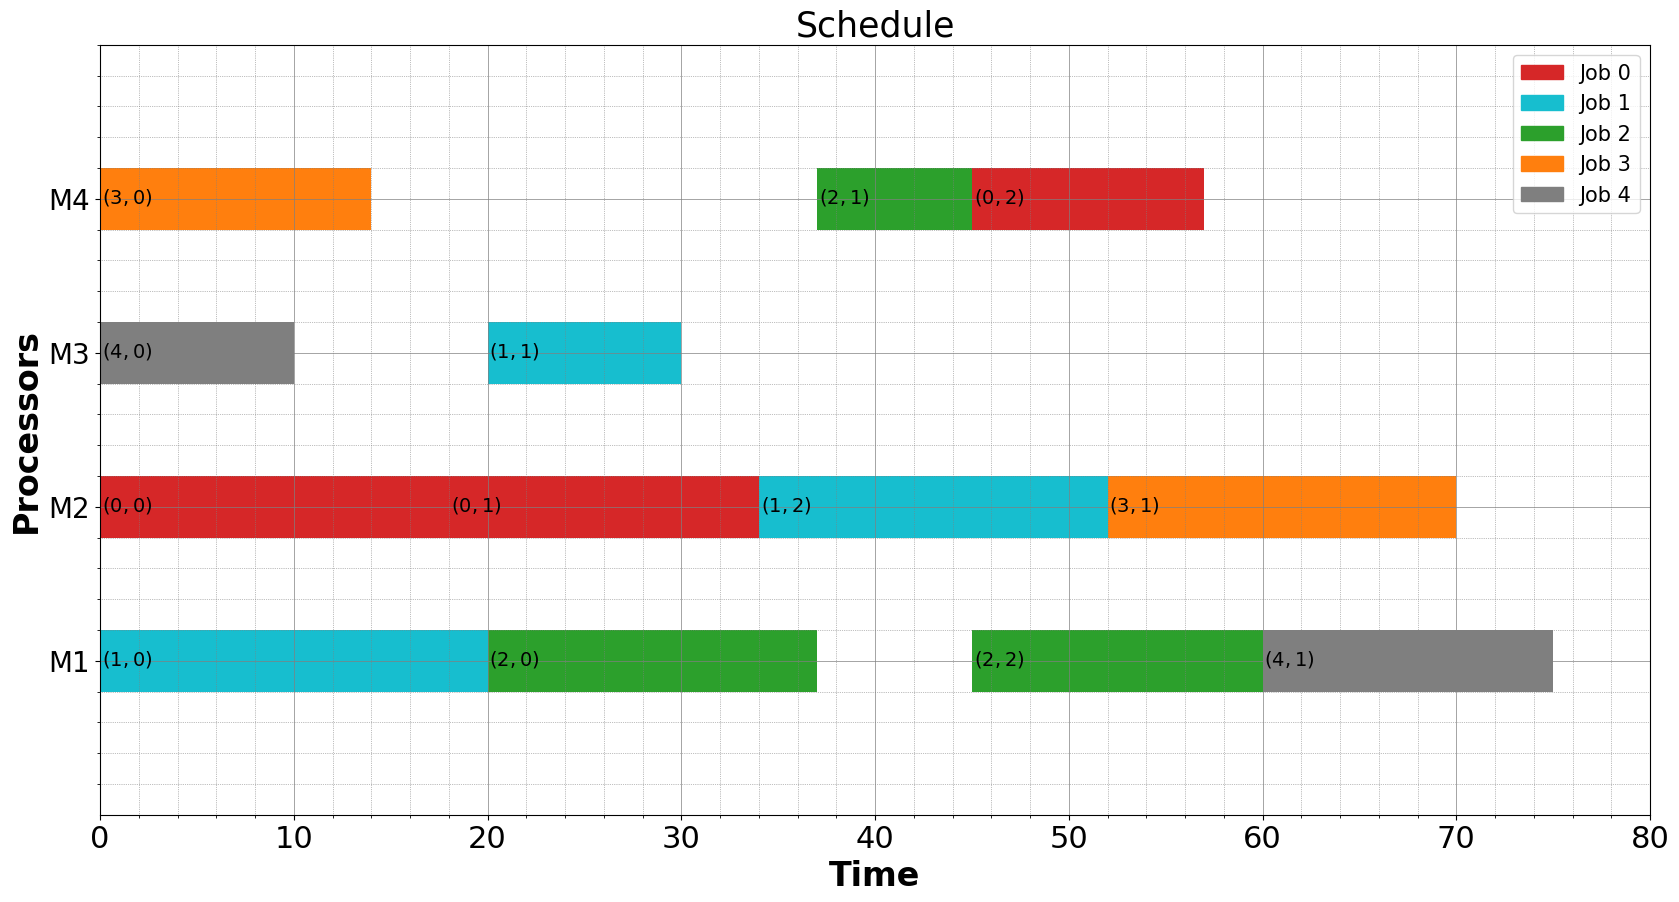 Schedule
Job 0
Job 1
Job 2
Job 3
Job 4
M4
(3, 0)
(2, 1)
(0, 2)
M3
(4, 0)
(1, 1)
M2
(0, 0)
(0, 1)
(1, 2)
(3, 1)
M1
(1, 0)
(2, 0)
(2, 2)
(4, 1)
Processors
0 10 20 30 40 50 60 70 80
Time